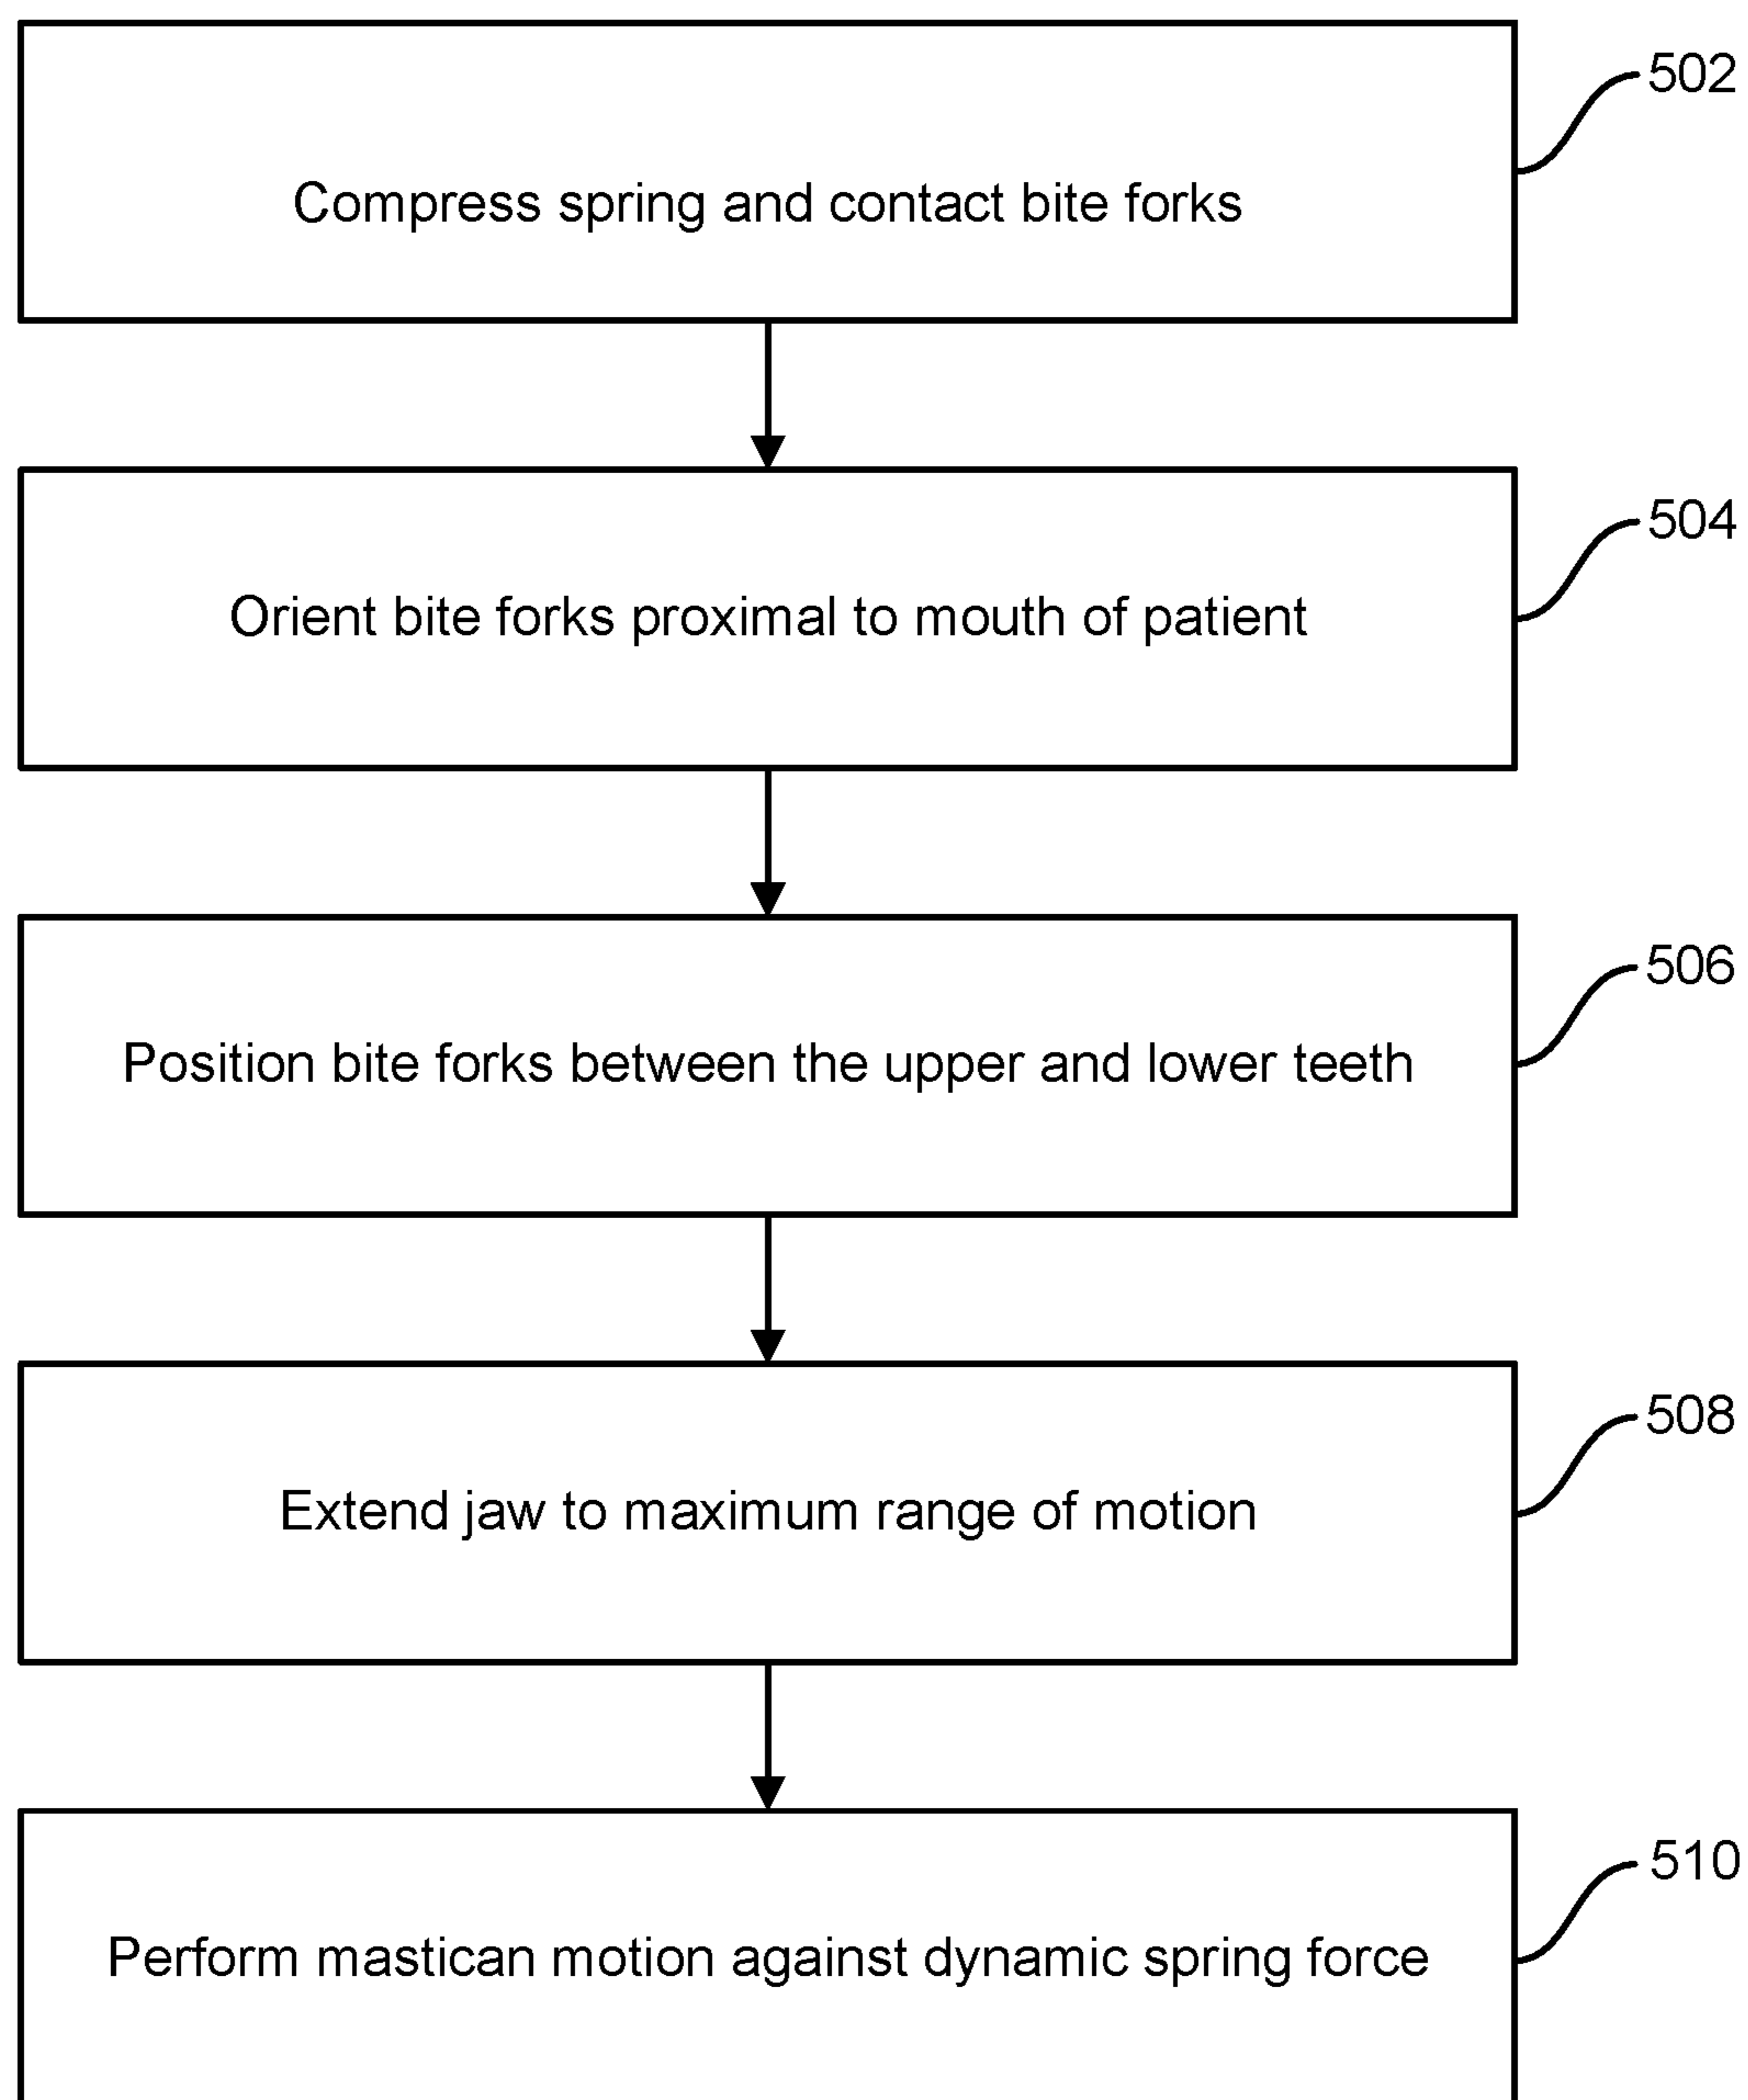 502
Compress spring and contact bite forks
504
Orient bite forks proximal to mouth of patient
506
Position bite forks between the upper and lower teeth
508
Extend jaw to maximum range of motion
510
Perform mastican motion against dynamic spring force